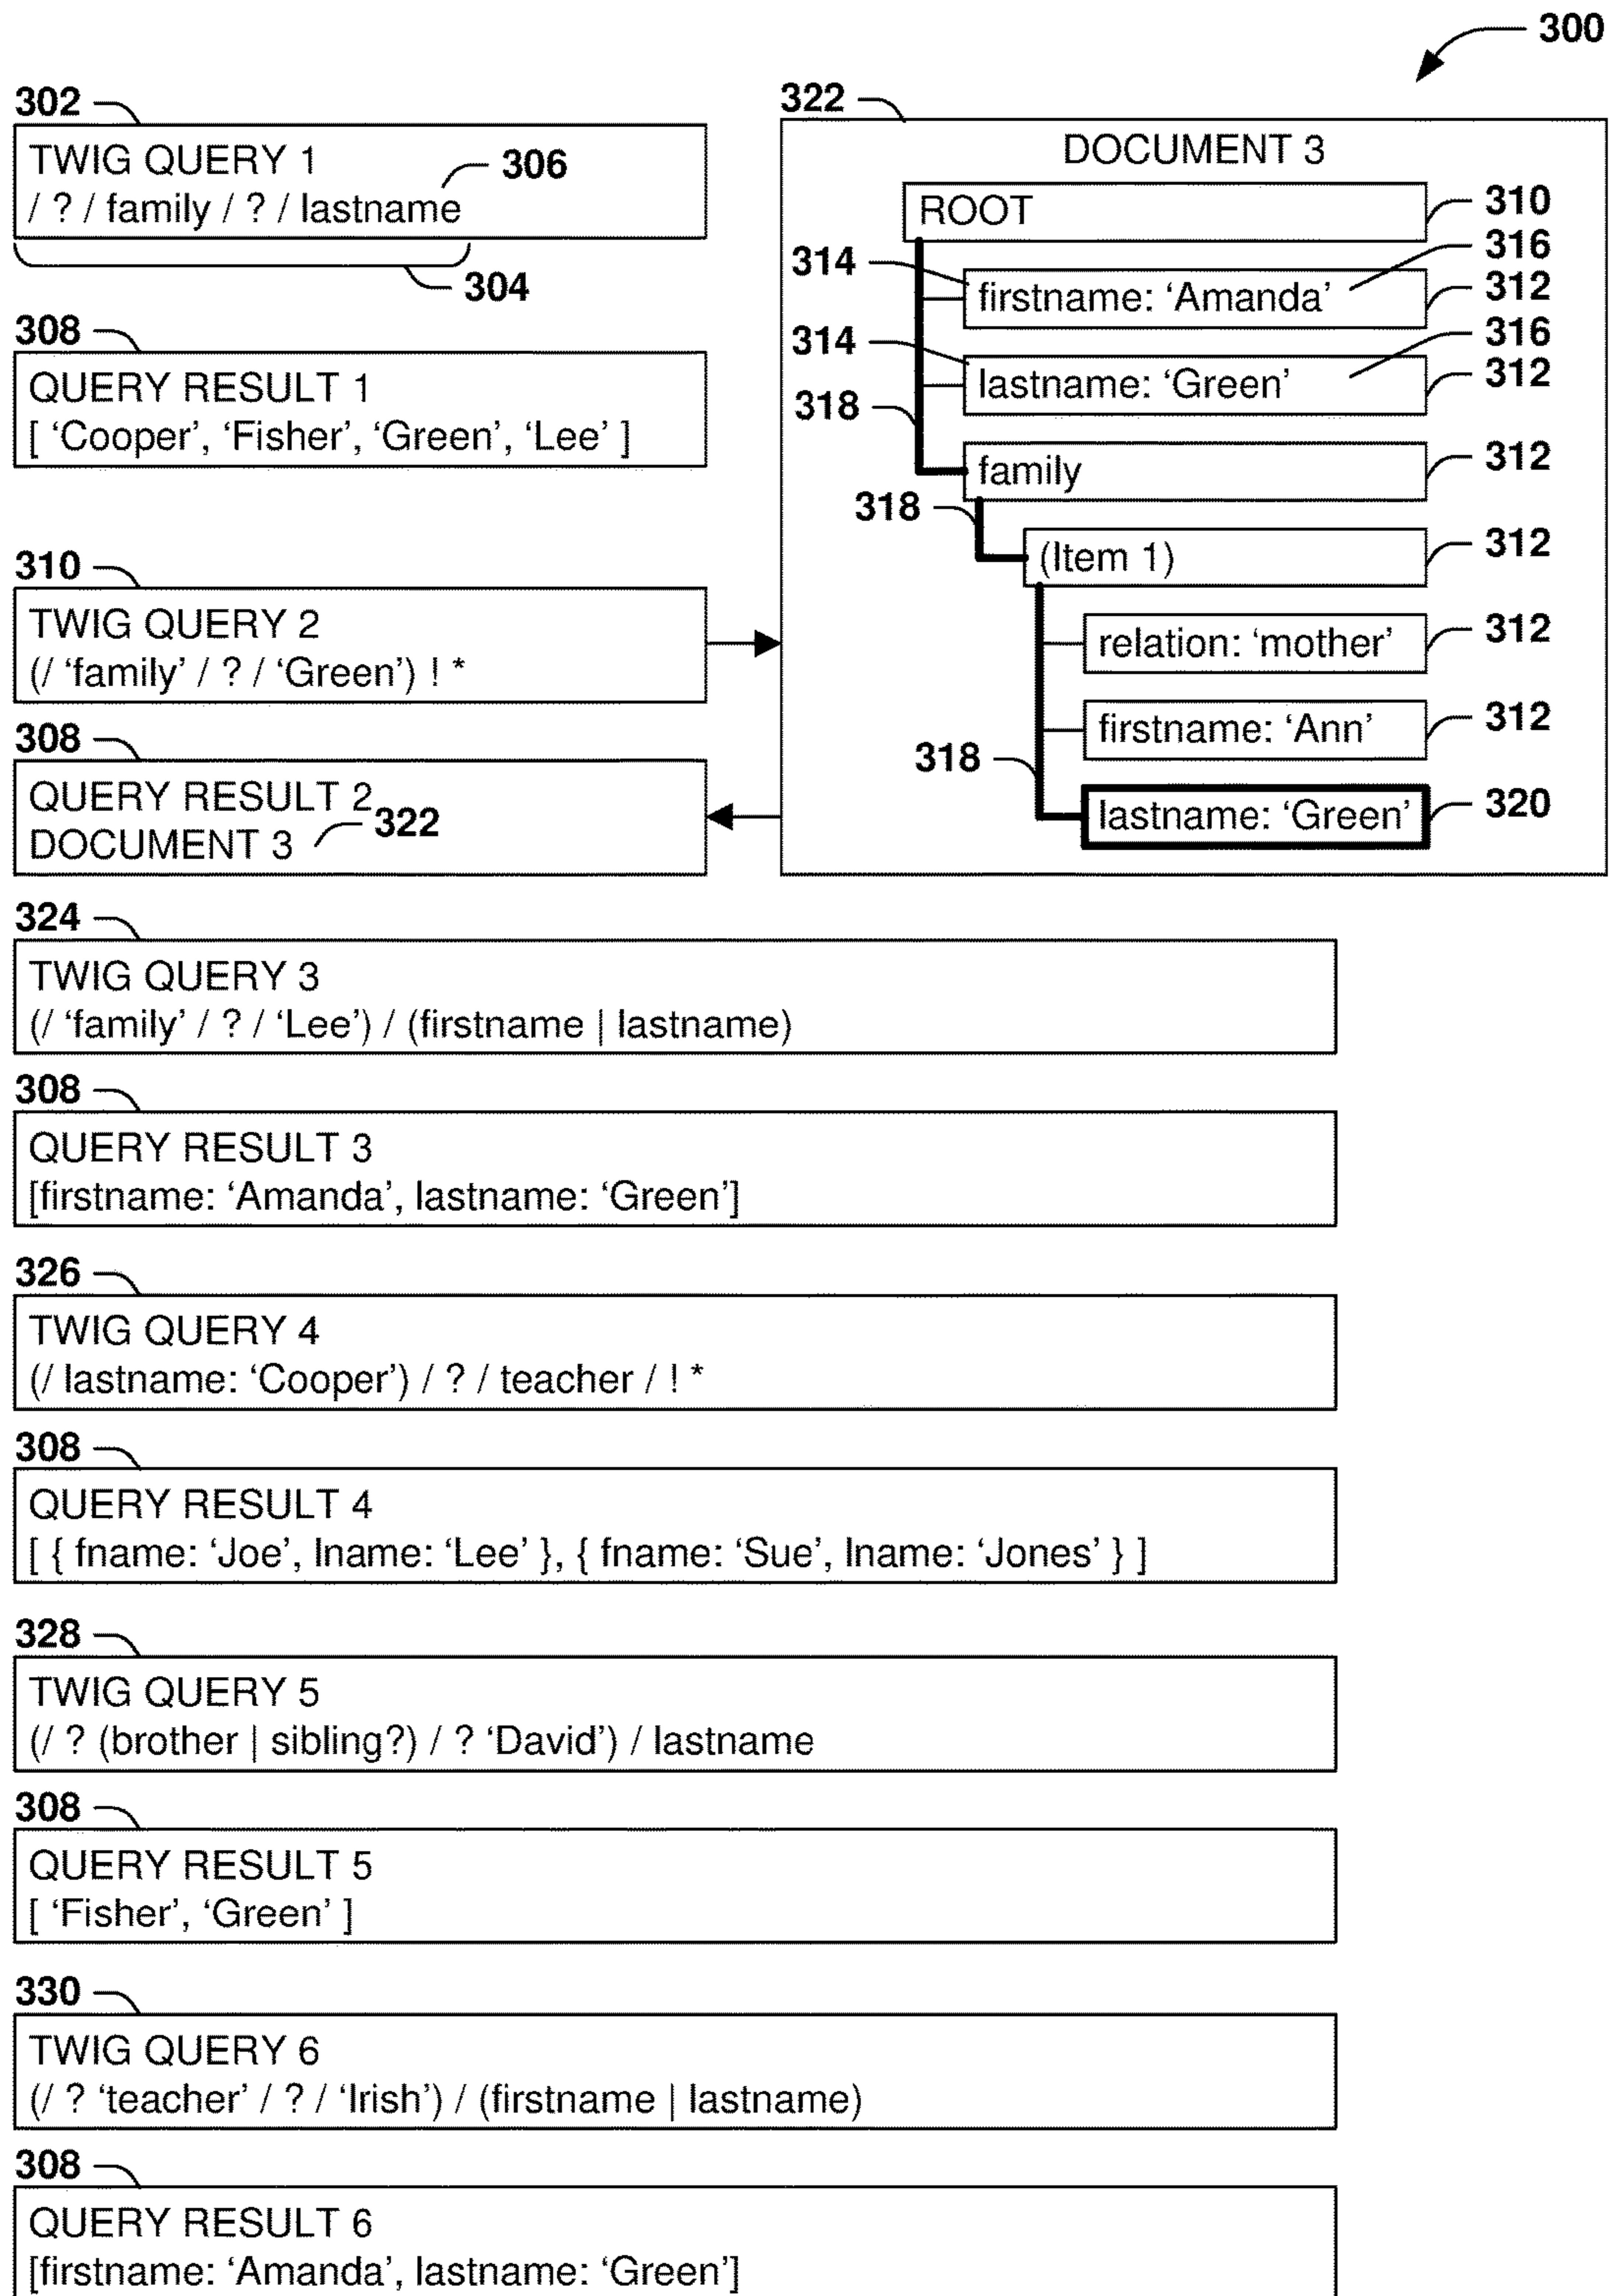 300
302
TWIG QUERY 1
/ ? / family / ? / lastname
306
304
308
QUERY RESULT 1
[ ‘Cooper’, ‘Fisher’, ‘Green’, ‘Lee’ ]
310
TWIG QUERY 2
(/ ‘family’ / ? / ‘Green’) ! *
308
QUERY RESULT 2
DOCUMENT 3
322
322
DOCUMENT 3
ROOT
310
314
firstname: ‘Amanda’
316
312
314
lastname: ‘Green’
316
312
318
family
312
318
(Item 1)
312
relation: ‘mother’
312
firstname: ‘Ann’
312
318
lastname: ‘Green’
320
324
TWIG QUERY 3
(/ ‘family’ / ? / ‘Lee’) / (firstname | lastname)
308
QUERY RESULT 3
[firstname: ‘Amanda’, lastname: ‘Green’]
326
TWIG QUERY 4
(/ lastname: ‘Cooper’) / ? / teacher / ! *
308
QUERY RESULT 4
[ { fname: ‘Joe’, lname: ‘Lee’ }, { fname: ‘Sue’, lname: ‘Jones’ } ]
328
TWIG QUERY 5
(/ ? (brother | sibling?) / ? ‘David’) / lastname
308
QUERY RESULT 5
[ ‘Fisher’, ‘Green’ ]
330
TWIG QUERY 6
(/ ? ‘teacher’ / ? / ‘Irish’) / (firstname | lastname)
308
QUERY RESULT 6
[firstname: ‘Amanda’, lastname: ‘Green’]